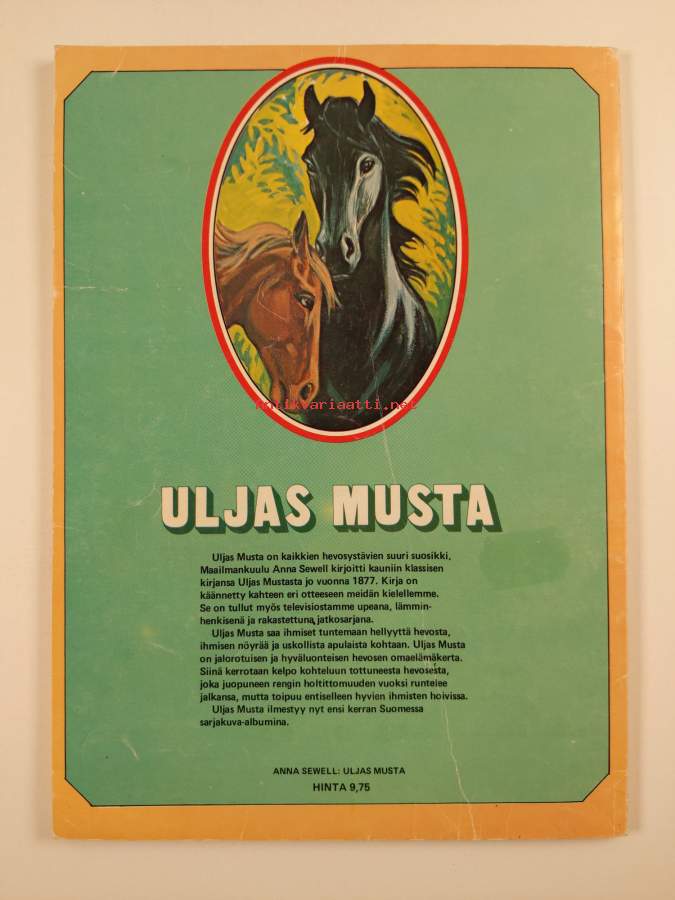 antikvariaatti.net
ULJAS MUSTA
Uljas Musta on kaikkien hevosystävien suuri suosikki.
Maailmankuulu Anna Sewell kirjoitti kauniin klassisen
kirjansa Uljas Mustasta jo vuonna 1877. Kirja on
käännetty kahteen eri otteeseen meidän kielellemme.
Se on tullut myös televisiostamme upeana, lämmin-
henkisenä ja rakastettuna jatkosarjana.
Uljas Musta saa ihmiset tuntemaan hellyyttä hevosta,
ihmisen nöyrää ja uskollista apulaista kohtaan. Uljas Musta
on jalorotuisen ja hyväluonteisen hevosen omaelämäkerta.
Siinä kerrotaan kelpo kohteluun tottuneesta hevosesta,
joka juopuneen rengin holtittomuuden vuoksi runtelee
jalkansa, mutta toipuu entiselleen hyvien ihmisten hoivissa.
Uljas Musta ilmestyy nyt ensi kerran Suomessa
sarjakuva-albumina.
ANNA SEWELL: ULJAS MUSTA
HINTA 9,75